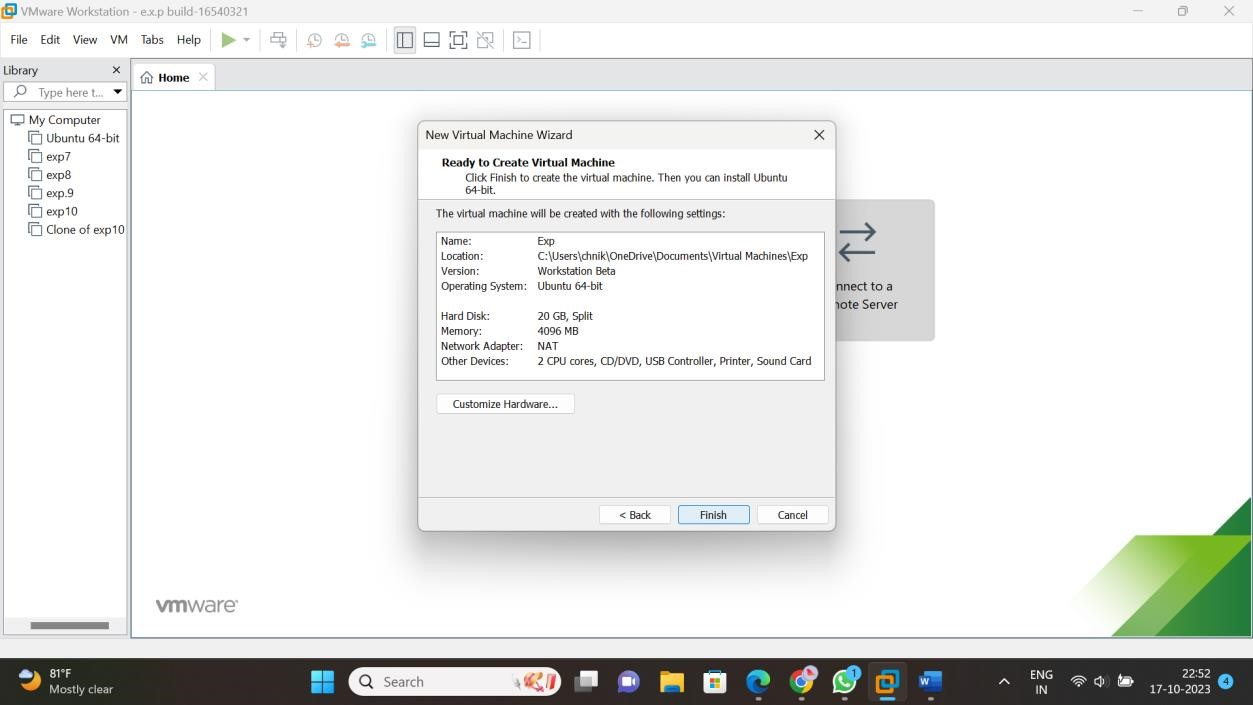 VMware Workstation - e.x.p build-16540321
File Edit View VM Tabs Help
Library
Type here t...
Home
My Computer
Ubuntu 64-bit
exp7
exp8
exp.9
exp10
Clone of exp10
New Virtual Machine Wizard
Ready to Create Virtual Machine
Click Finish to create the virtual machine. Then you can install Ubuntu
64-bit.
The virtual machine will be created with the following settings:
Name: Exp
Location: C:\Users\chnik\OneDrive\Documents\Virtual Machines\Exp
Version: Workstation Beta
Operating System: Ubuntu 64-bit
Hard Disk: 20 GB, Split
Memory: 4096 MB
Network Adapter: NAT
Other Devices: 2 CPU cores, CD/DVD, USB Controller, Printer, Sound Card
Customize Hardware...
< Back Finish Cancel
nnect to a
note Server
vmware
81°F
Mostly clear
Search
1
W
ENG
IN
22:52
17-10-2023
4